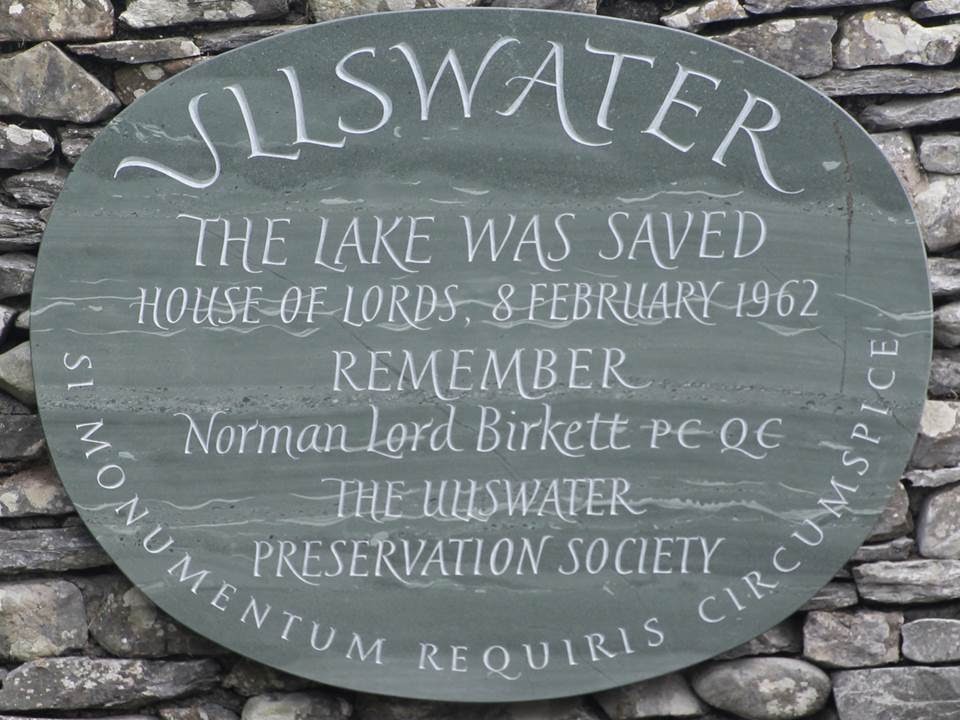 ULLSWATER
THE LAKE WAS SAVED
HOUSE OF LORDS, 8 FEBRUARY 1962
REMEMBER
Norman Lord Birkett PC QC
THE ULLSWATER
PRESERVATION SOCIETY
SI MONUMENTUM REQUIRIS CIRCUMSPICE